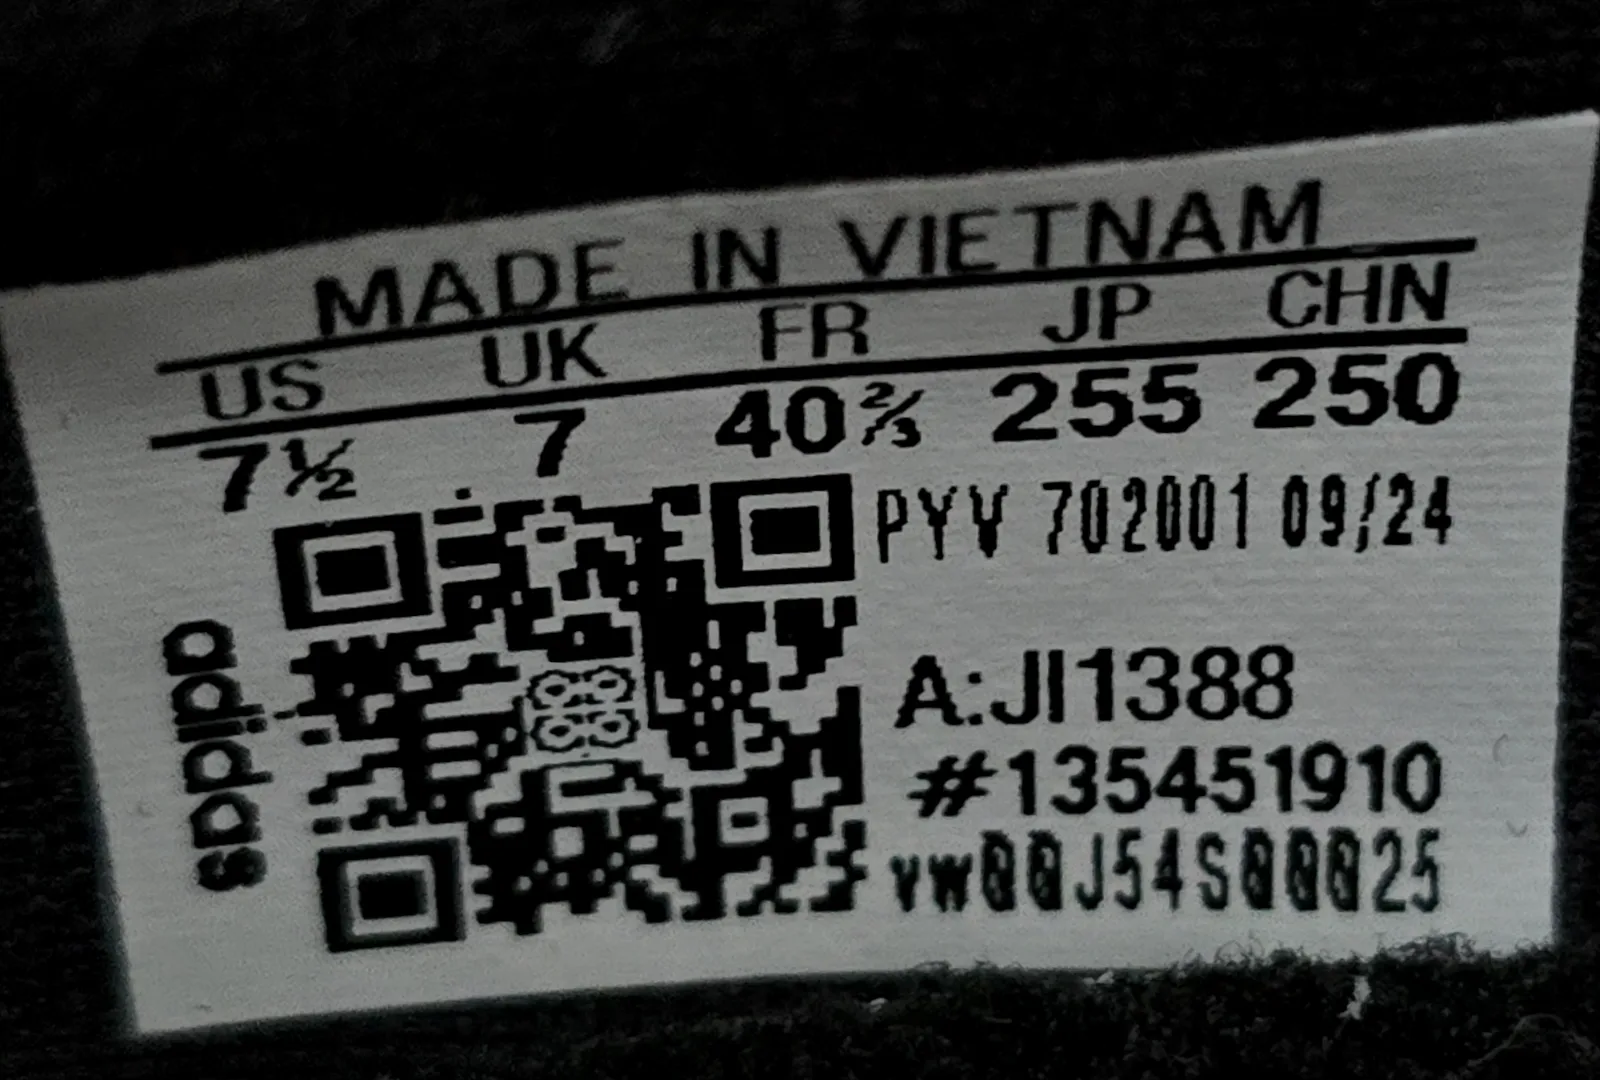 MADE IN VIETNAM
US UK FR JP CHN
7½ 7 40⅔ 255 250
PYV 702001 09/24
adidas
A:JI1388
#135451910
vw00J54S00025